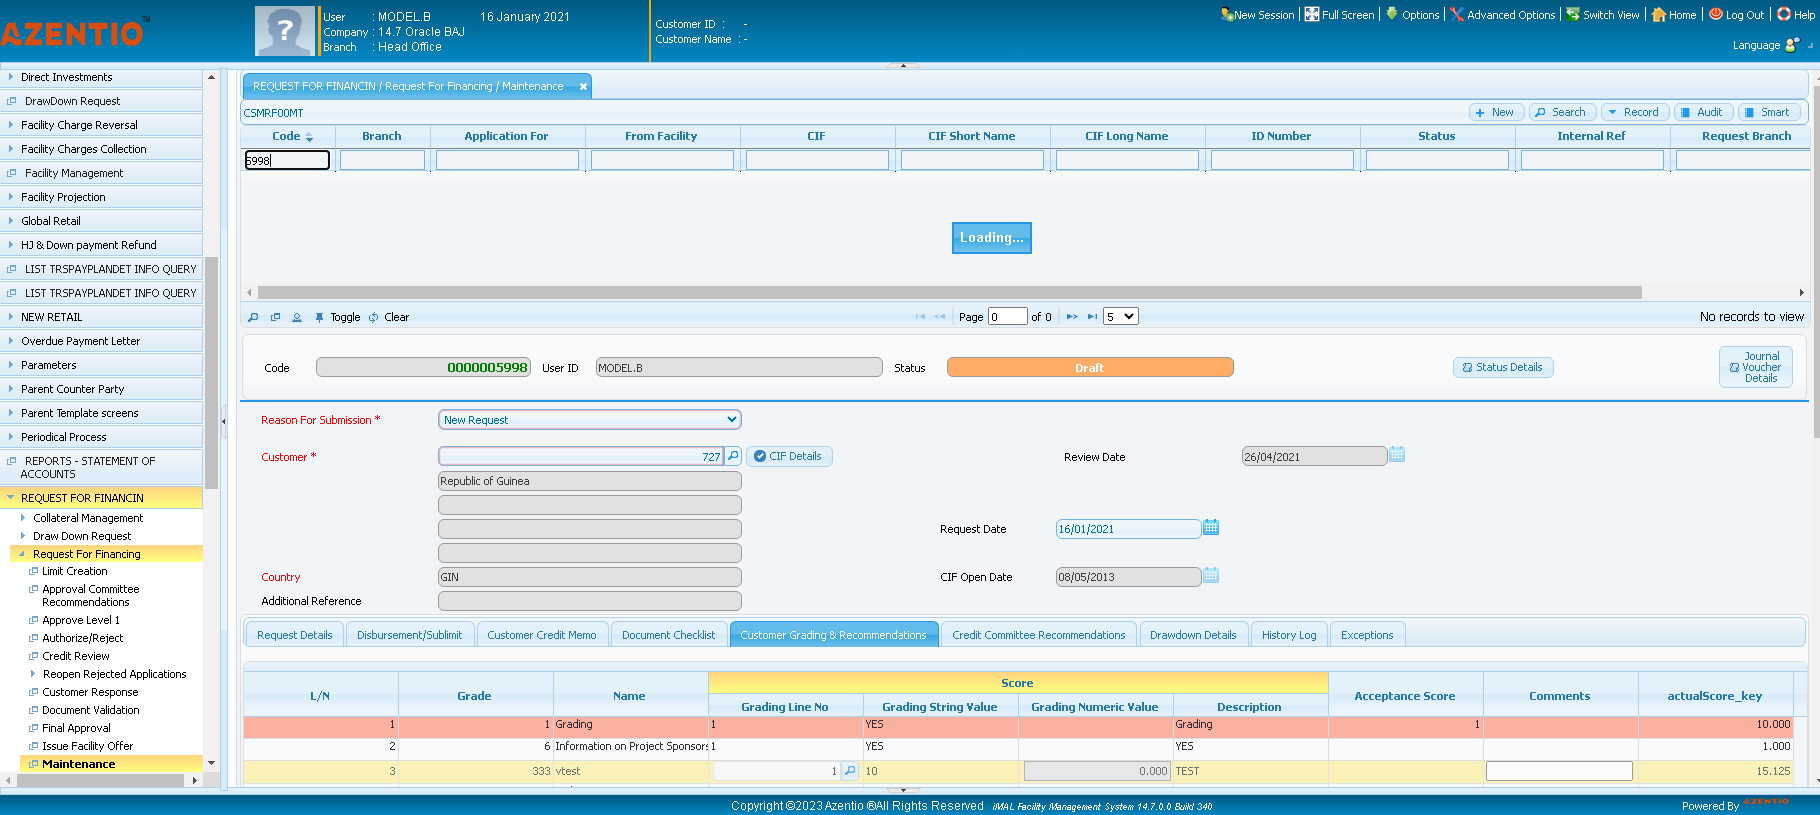 AZENTIO™
User : MODEL.B 16 January 2021
Company : 14.7 Oracle BAJ
Branch : Head Office
Customer ID : -
Customer Name : -
New Session Full Screen Options Advanced Options Switch View Home Log Out Help
Language
Direct Investments
DrawDown Request
Facility Charge Reversal
Facility Charges Collection
Facility Management
Facility Projection
Global Retail
HJ & Down payment Refund
LIST TRSPAYPLANDET INFO QUERY
LIST TRSPAYPLANDET INFO QUERY
NEW RETAIL
Overdue Payment Letter
Parameters
Parent Counter Party
Parent Template screens
Periodical Process
REPORTS - STATEMENT OF
ACCOUNTS
REQUEST FOR FINANCIN
Collateral Management
Draw Down Request
Request For Financing
Limit Creation
Approval Committee
Recommendations
Approve Level 1
Authorize/Reject
Credit Review
Reopen Rejected Applications
Customer Response
Document Validation
Final Approval
Issue Facility Offer
Maintenance
REQUEST FOR FINANCIN / Request For Financing / Maintenance
CSMRF00MT
New Search Record Audit Smart
Code Branch Application For From Facility CIF CIF Short Name CIF Long Name ID Number Status Internal Ref Request Branch
5998
Loading...
Toggle Clear Page 0 of 0 5 No records to view
Code 0000005998 User ID MODEL.B Status Draft Status Details
Journal
Voucher
Details
Reason For Submission * New Request
Customer * 727 CIF Details Review Date 26/04/2021
Republic of Guinea
Request Date 16/01/2021
Country GIN CIF Open Date 08/05/2013
Additional Reference
Request Details Disbursement/Sublimit Customer Credit Memo Document Checklist Customer Grading & Recommendations Credit Committee Recommendations Drawdown Details History Log Exceptions
L/N Grade Name Score Acceptance Score Comments actualScore_key
Grading Line No Grading String Value Grading Numeric Value Description
1 1 Grading 1 YES Grading 1 10.000
2 6 Information on Project Sponsors 1 YES YES 1.000
3 333 vtest 1 10 0.000 TEST 15.125
Copyright ©2023 Azentio ®All Rights Reserved iMAL Facility Management System 14.7.0.0 Build 340
Powered By AZENTIO